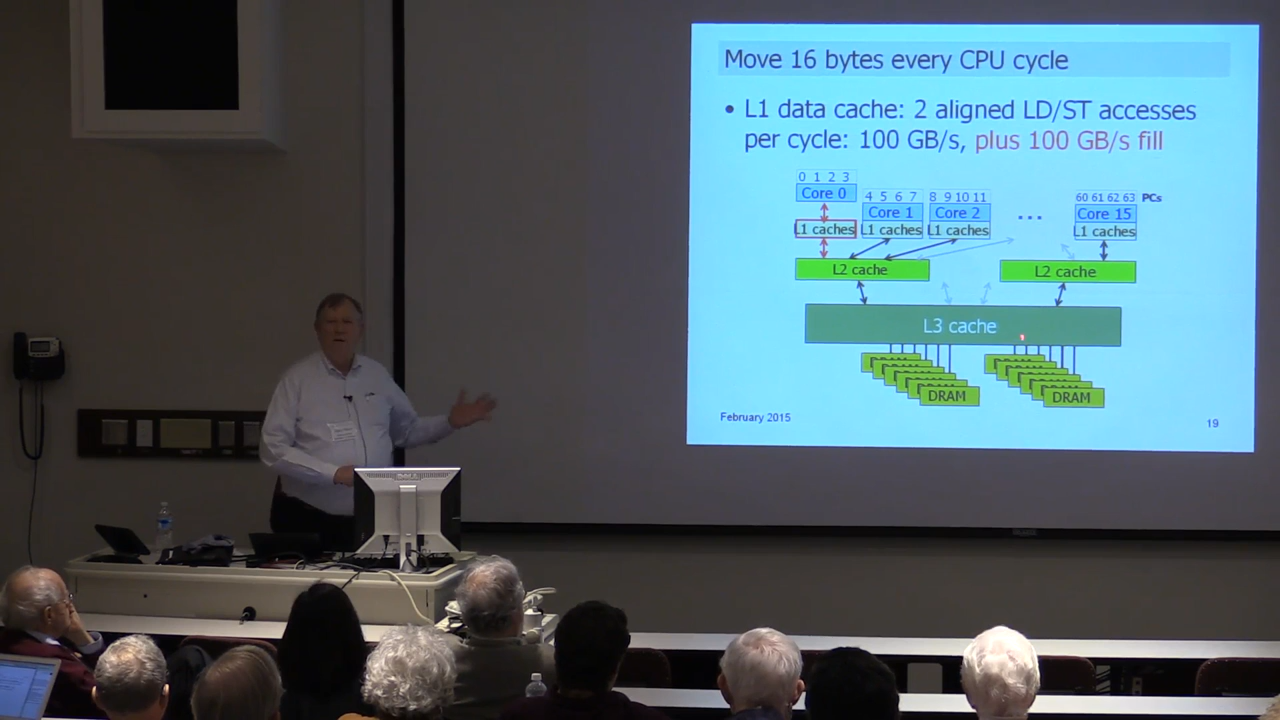 Move 16 bytes every CPU cycle
• L1 data cache: 2 aligned LD/ST accesses
per cycle: 100 GB/s, plus 100 GB/s fill
0 1 2 3
4 5 6 7
8 9 10 11
60 61 62 63 PCs
Core 0
Core 1
Core 2
...
Core 15
L1 caches
L1 caches
L1 caches
L1 caches
L2 cache
L2 cache
L3 cache
DRAM
DRAM
February 2015
19
DELL